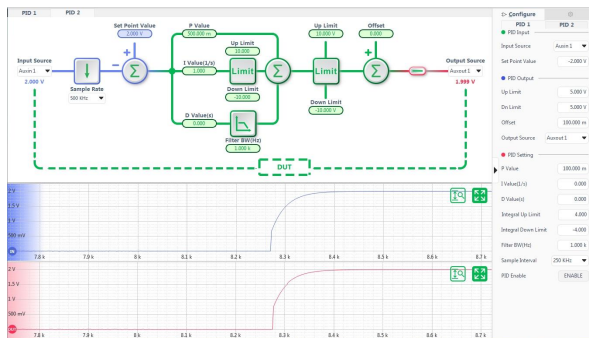 PID 1
PID 2
Set Point Value
2.000 V
P Value
500.000 m
Up Limit
10.000 V
Offset
0.000
Up Limit
10.000
Input Source
Auxin 1
2.000 V
I Value(1/s)
1.000
Limit
Limit
Output Source
Auxout 1
1.999 V
Sample Rate
500 KHz
Down Limit
-10.000
Down Limit
-10.000 V
D Value(s)
0.000
Filter BW(Hz)
1.000 k
DUT
2 V
1.5 V
1 V
500 mV
7.8 k
7.9 k
8 k
8.1 k
8.2 k
8.3 k
8.4 k
8.5 k
8.6 k
8.7 k
2 V
1.5 V
1 V
500 mV
7.8 k
7.9 k
8 k
8.1 k
8.2 k
8.3 k
8.4 k
8.5 k
8.6 k
8.7 k
Configure
PID 1
PID 2
PID Input
Input Source
Auxin 1
Set Point Value
-2.000 V
PID Output
Up Limit
5.000 V
Dn Limit
5.000 V
Offset
100.000 m
Output Source
Auxout 1
PID Setting
P Value
100.000 m
I Value(1/s)
0.000
D Value(s)
0.000
Integral Up Limit
4.000
Integral Down Limit
-4.000
Filter BW(Hz)
1.000 k
Sample Interval
250 KHz
PID Enable
ENABLE